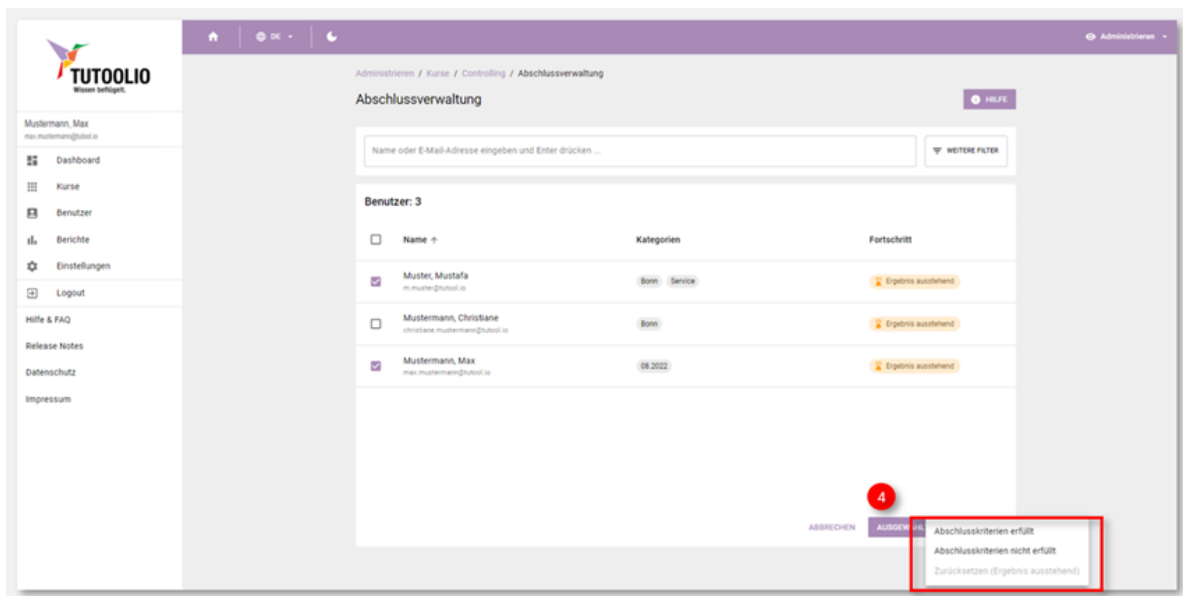 DE
Administrieren
TUTOOLIO
Wissen beflügelt.
Mustermann, Max
max.mustermann@tutool.io
Dashboard
Kurse
Benutzer
Berichte
Einstellungen
Logout
Hilfe & FAQ
Release Notes
Datenschutz
Impressum
Administrieren / Kurse / Controlling / Abschlussverwaltung
Abschlussverwaltung
HILFE
Name oder E-Mail-Adresse eingeben und Enter drücken ...
WEITERE FILTER
Benutzer: 3
Name Kategorien Fortschritt
Muster, Mustafa Bonn Service Ergebnis ausstehend
m.muster@tutool.io
Mustermann, Christiane Bonn Ergebnis ausstehend
christiane.mustermann@tutool.io
Mustermann, Max 08.2022 Ergebnis ausstehend
max.mustermann@tutool.io
4
ABBRECHEN
Abschlusskriterien erfüllt
Abschlusskriterien nicht erfüllt
Zurücksetzen (Ergebnis ausstehend)